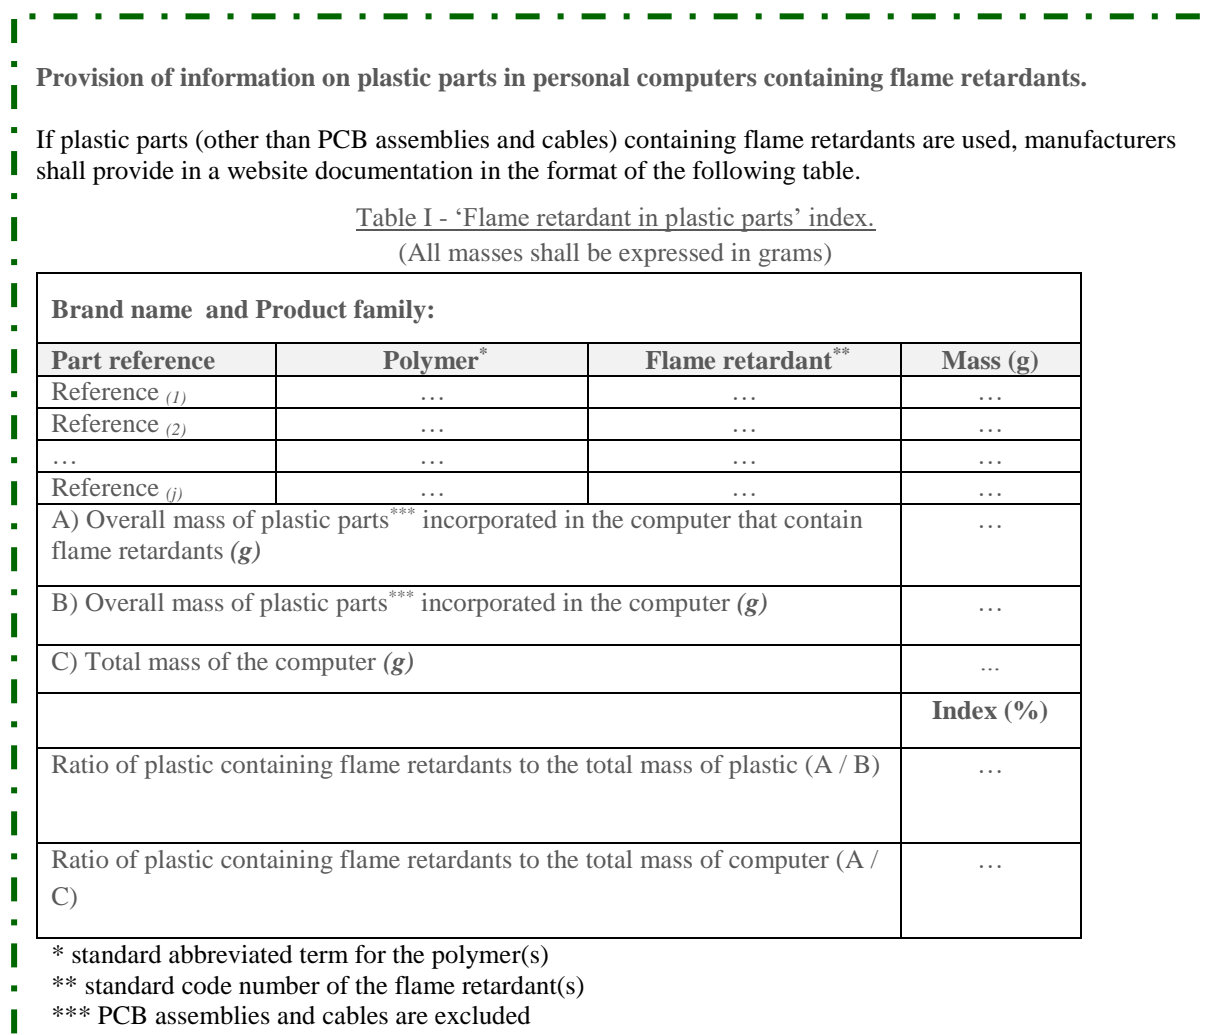 Provision of information on plastic parts in personal computers containing flame retardants.
If plastic parts (other than PCB assemblies and cables) containing flame retardants are used, manufacturers
shall provide in a website documentation in the format of the following table.
Table I - ‘Flame retardant in plastic parts’ index.
(All masses shall be expressed in grams)
Brand name  and Product family:
Part reference Polymer* Flame retardant** Mass (g)
Reference (1) … … …
Reference (2) … … …
… … … …
Reference (j) … … …
A) Overall mass of plastic parts*** incorporated in the computer that contain …
flame retardants (g)
B) Overall mass of plastic parts*** incorporated in the computer (g) …
C) Total mass of the computer (g) ...
Index (%)
Ratio of plastic containing flame retardants to the total mass of plastic (A / B) …
Ratio of plastic containing flame retardants to the total mass of computer (A / …
C)
* standard abbreviated term for the polymer(s)
** standard code number of the flame retardant(s)
*** PCB assemblies and cables are excluded